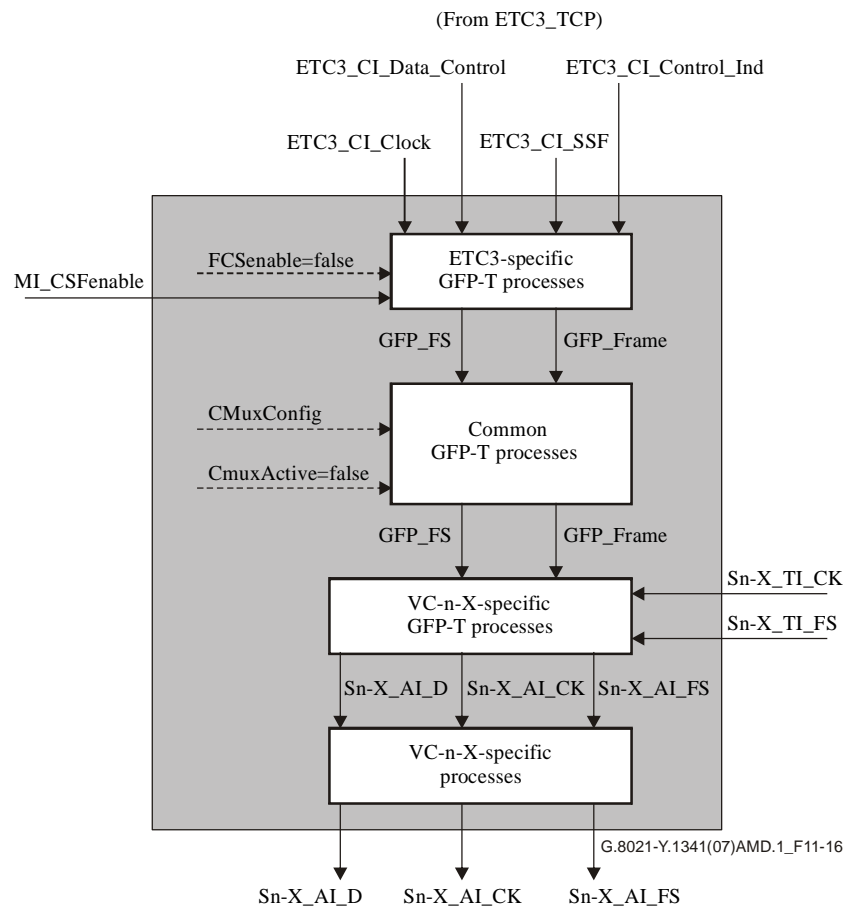 (From ETC3_TCP)
ETC3_CI_Data_Control
ETC3_CI_Control_Ind
ETC3_CI_Clock
ETC3_CI_SSF
FCSenable=false
MI_CSFenable
ETC3-specific
GFP-T processes
GFP_FS
GFP_Frame
CMuxConfig
CmuxActive=false
Common
GFP-T processes
GFP_FS
GFP_Frame
Sn-X_TI_CK
Sn-X_TI_FS
VC-n-X-specific
GFP-T processes
Sn-X_AI_D
Sn-X_AI_CK
Sn-X_AI_FS
VC-n-X-specific
processes
G.8021-Y.1341(07)AMD.1_F11-16
Sn-X_AI_D
Sn-X_AI_CK
Sn-X_AI_FS